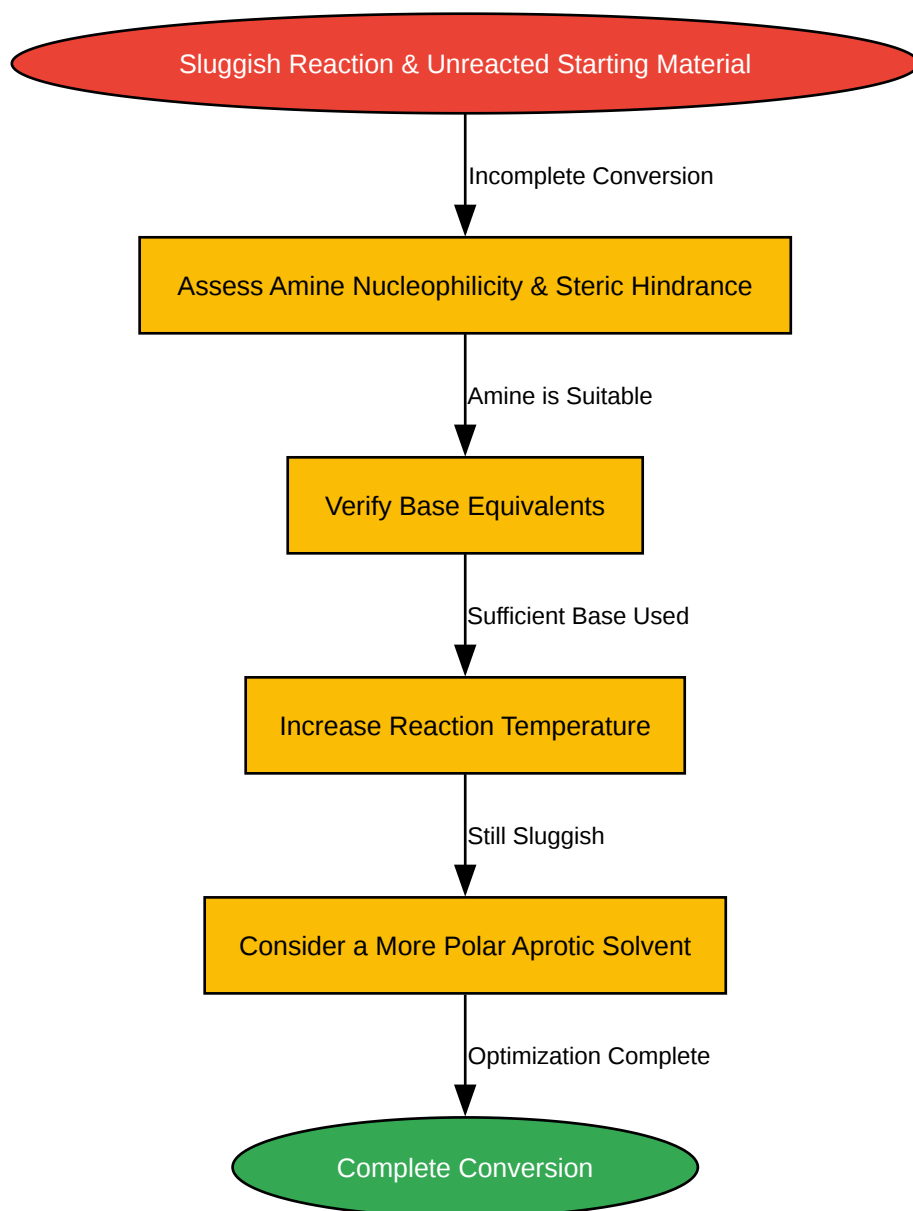 Sluggish Reaction & Unreacted Starting Material
Incomplete Conversion
Assess Amine Nucleophilicity & Steric Hindrance
Amine is Suitable
Verify Base Equivalents
Sufficient Base Used
Increase Reaction Temperature
Still Sluggish
Consider a More Polar Aprotic Solvent
Optimization Complete
Complete Conversion